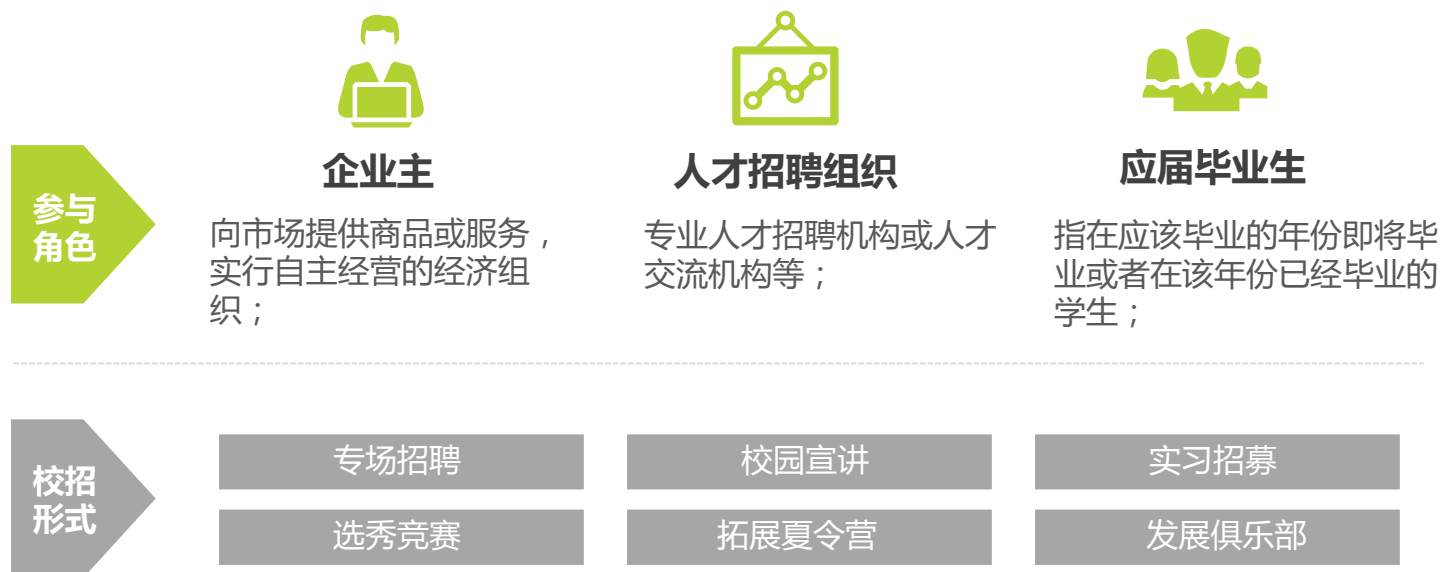 企业主
人才招聘组织
应届毕业生
参与
角色
向市场提供商品或服务，
实行自主经营的经济组
织；
专业人才招聘机构或人才
交流机构等；
指在应该毕业的年份即将毕
业或者在该年份已经毕业的
学生；
校招
形式
专场招聘
校园宣讲
实习招募
选秀竞赛
拓展夏令营
发展俱乐部